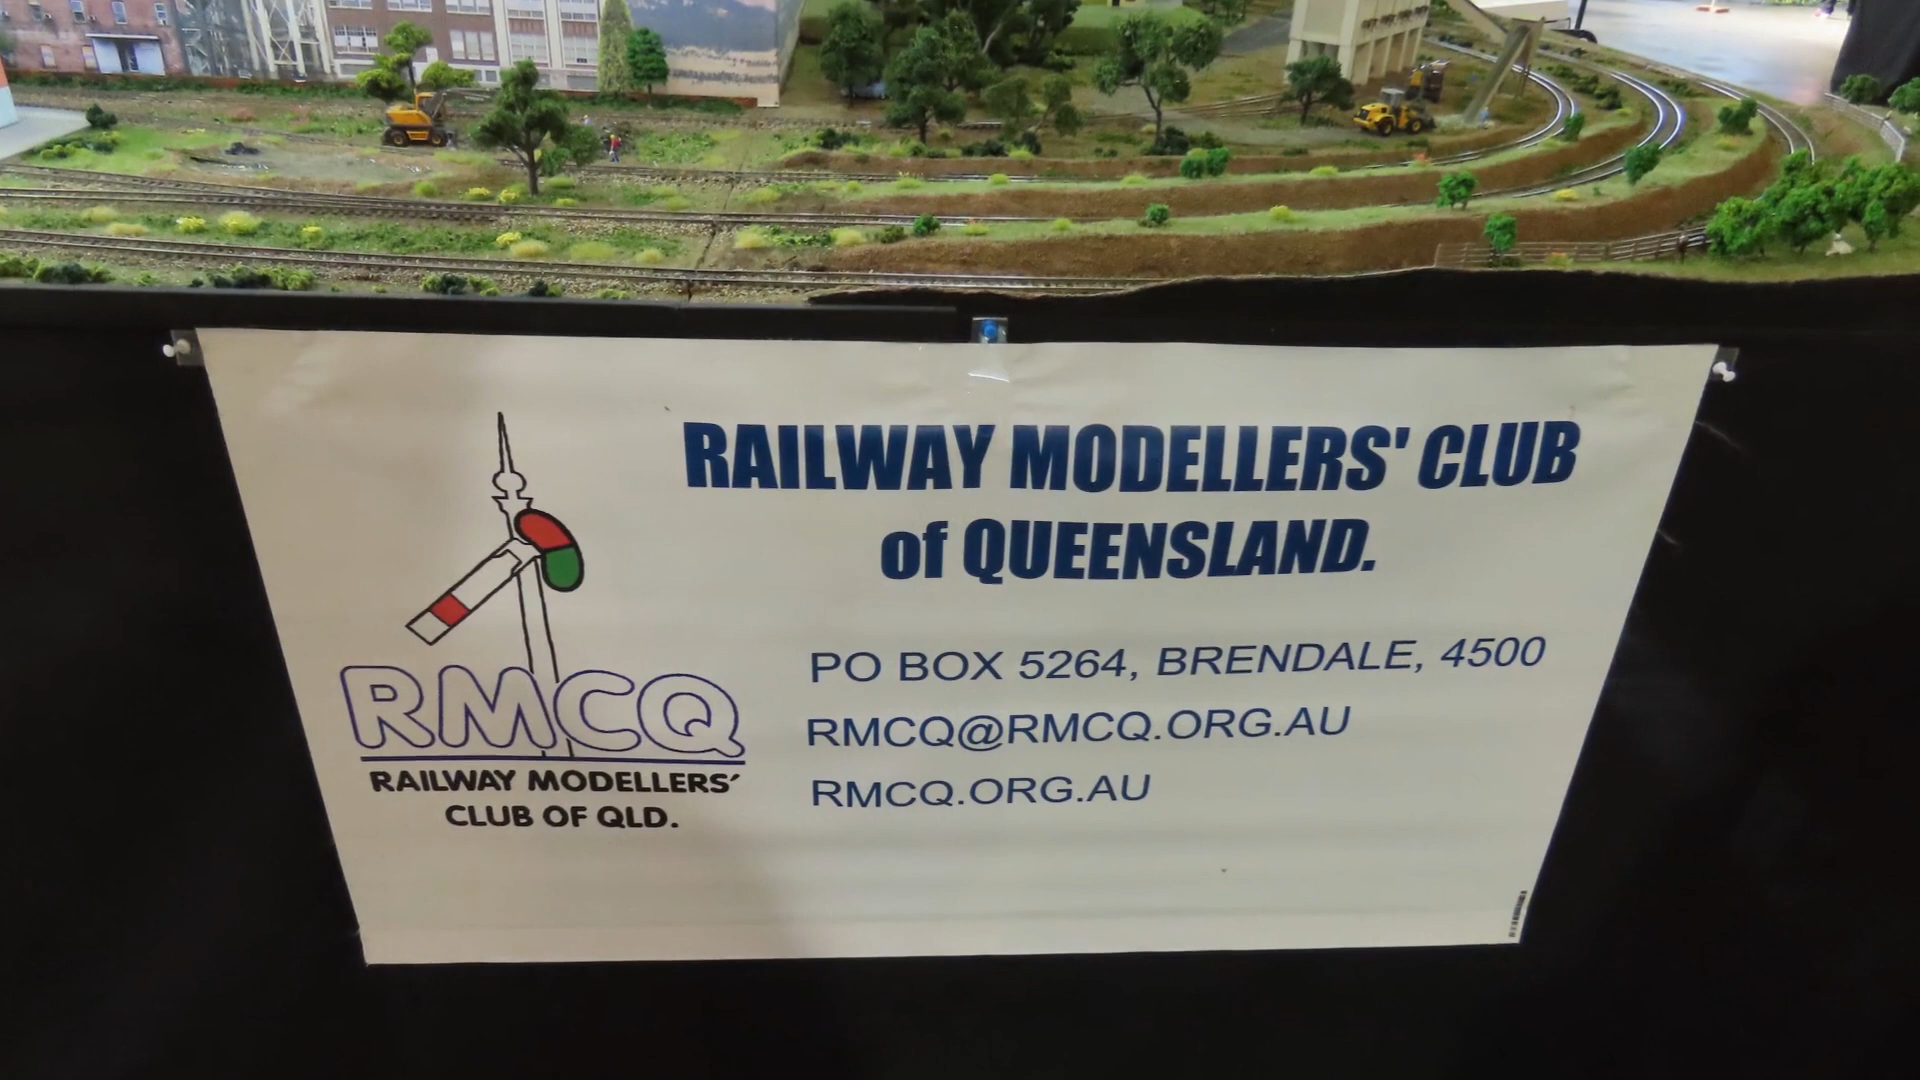 RAILWAY MODELLERS' CLUB
of QUEENSLAND.
PO BOX 5264, BRENDALE, 4500
RMCQ@RMCQ.ORG.AU
RMCQ.ORG.AU
RMCQ
RAILWAY MODELLERS'
CLUB OF QLD.